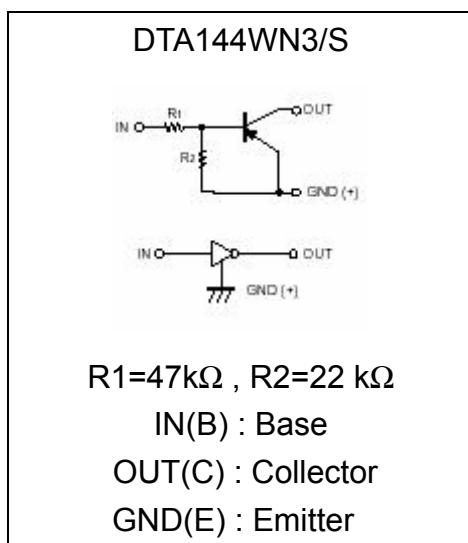 DTA144WN3/S
R1
OUT
IN
R2
GND (+)
IN
OUT
GND (+)
R1=47kΩ , R2=22 kΩ
IN(B) : Base
OUT(C) : Collector
GND(E) : Emitter